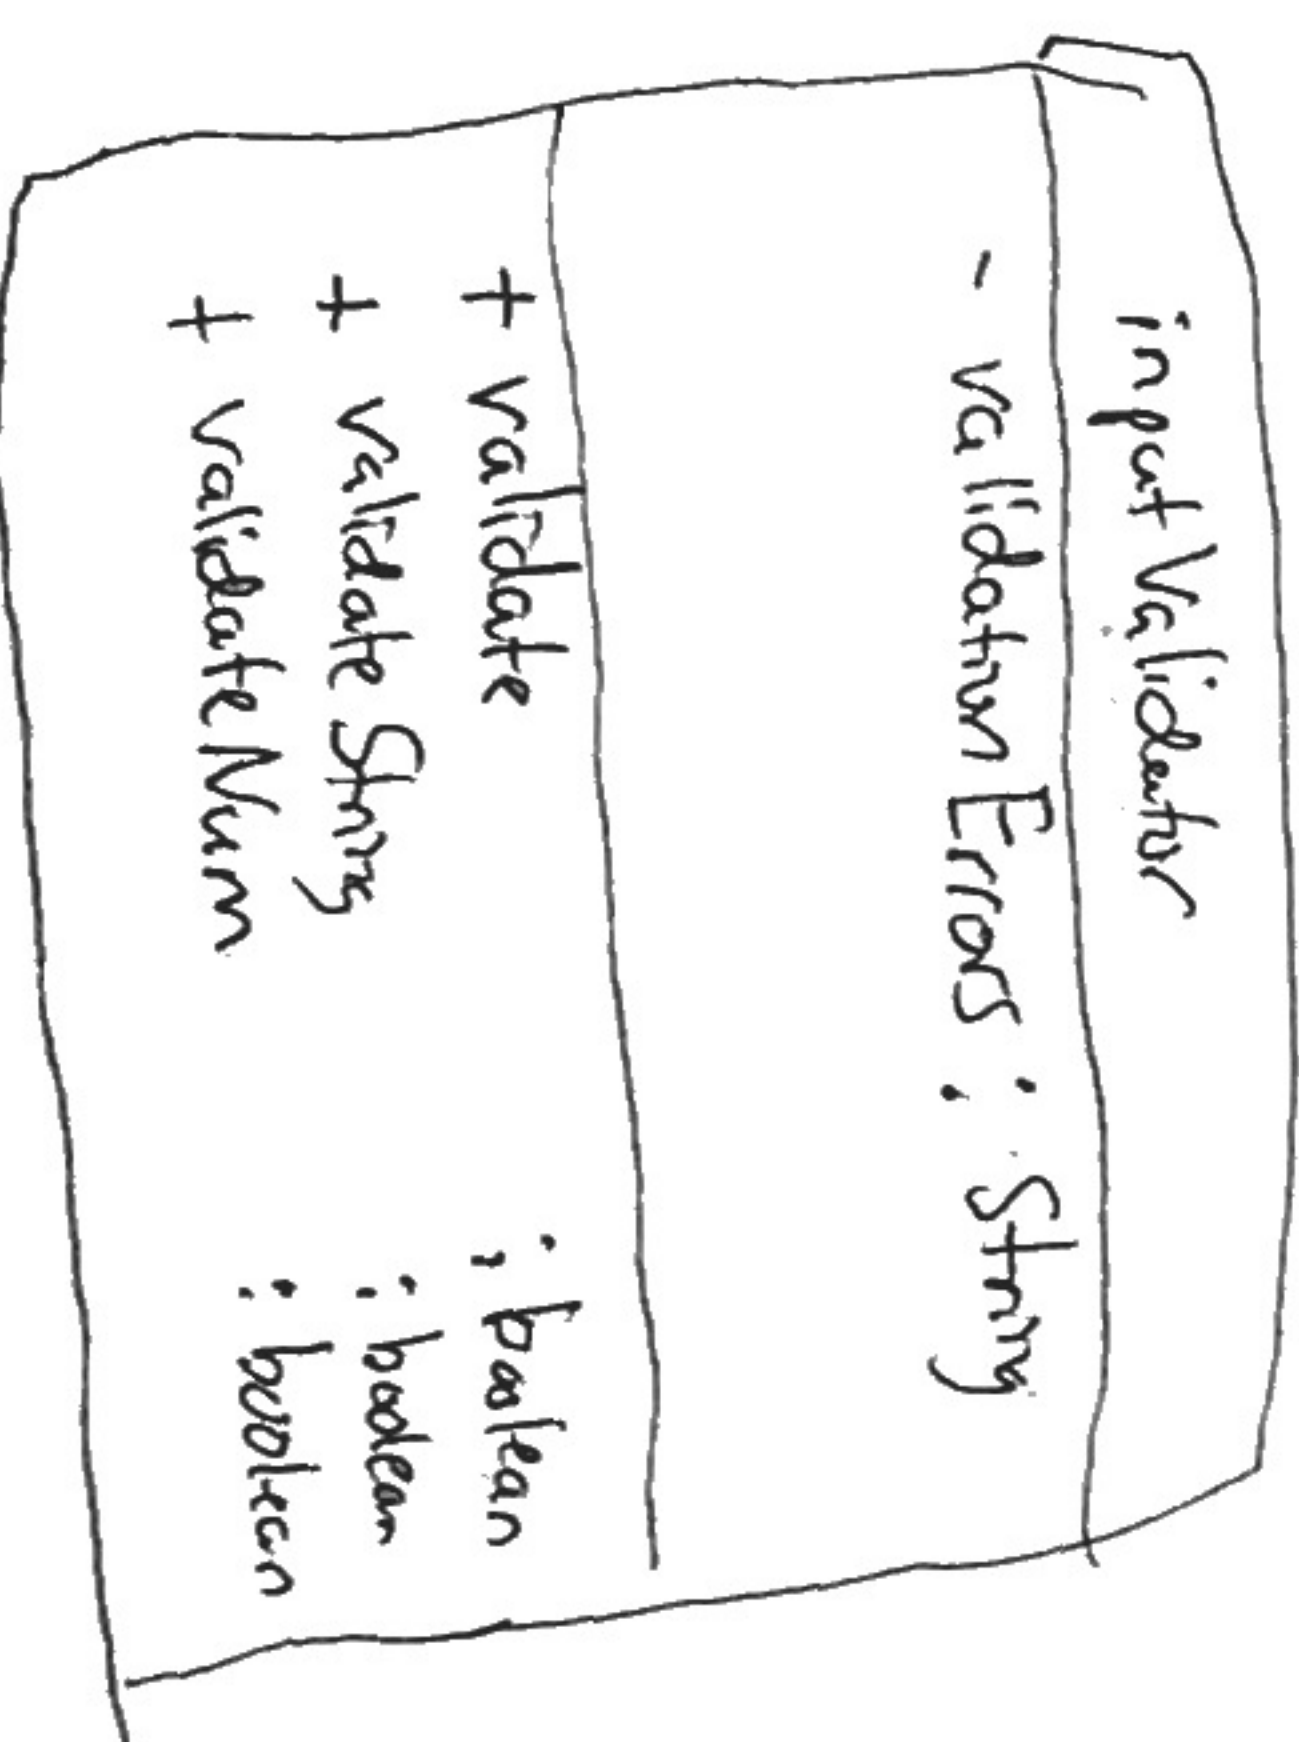 inputValidator
- validationErrors : String
+ validate : boolean
+ validateString : boolean
+ validateNum : boolean